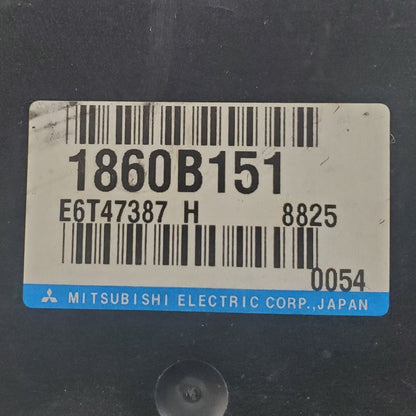 1860B151
E6T47387 H 8825
0054
MITSUBISHI ELECTRIC CORP.,JAPAN